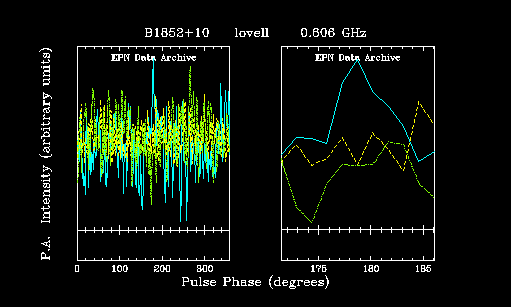 B1852+10 lovell 0.606 GHz
EPN Data Archive EPN Data Archive
P.A. Intensity (arbitrary units)
0 100 200 300 175 180 185
Pulse Phase (degrees)